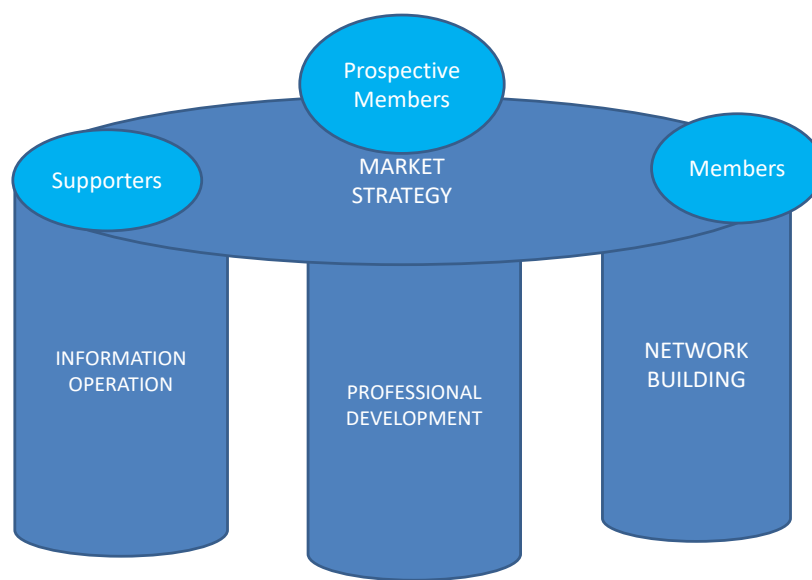 Prospective
Members
Supporters
MARKET
STRATEGY
Members
INFORMATION
OPERATION
PROFESSIONAL
DEVELOPMENT
NETWORK
BUILDING